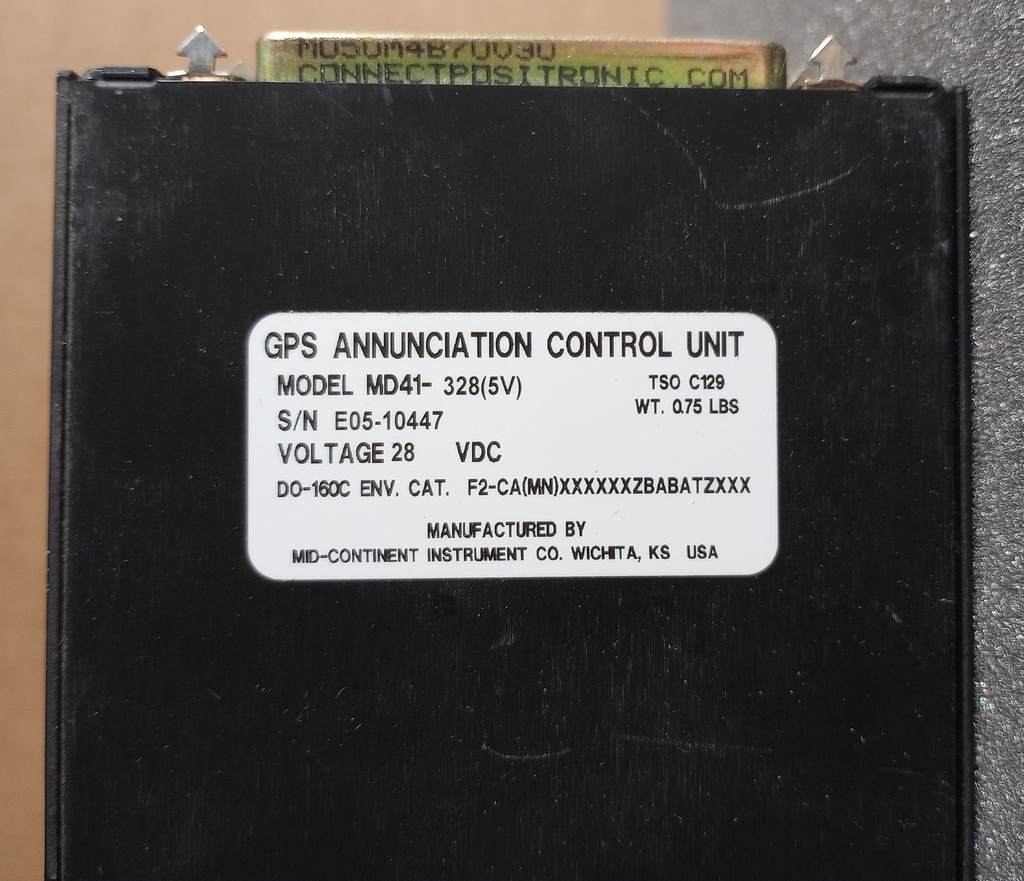 CONNECTPOSITRONIC.COM
GPS ANNUNCIATION CONTROL UNIT
MODEL MD41- 328(5V) TSO C129
S/N E05-10447 WT. 0.75 LBS
VOLTAGE 28 VDC
DO-160C ENV. CAT. F2-CA(MN)XXXXXXZBABATZXXX
MANUFACTURED BY
MID-CONTINENT INSTRUMENT CO. WICHITA, KS USA